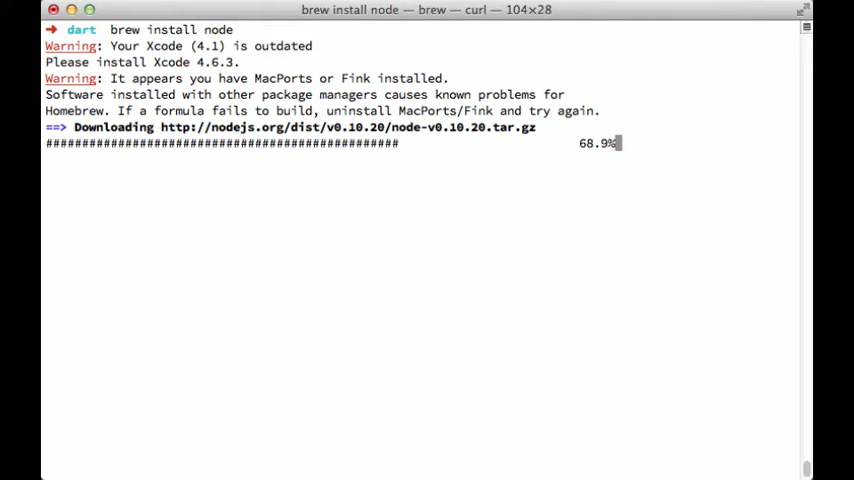 brew install node — brew — curl — 104×28
➜ dart brew install node
Warning: Your Xcode (4.1) is outdated
Please install Xcode 4.6.3.
Warning: It appears you have MacPorts or Fink installed.
Software installed with other package managers causes known problems for
Homebrew. If a formula fails to build, uninstall MacPorts/Fink and try again.
==> Downloading http://nodejs.org/dist/v0.10.20/node-v0.10.20.tar.gz
################################################# 68.9%